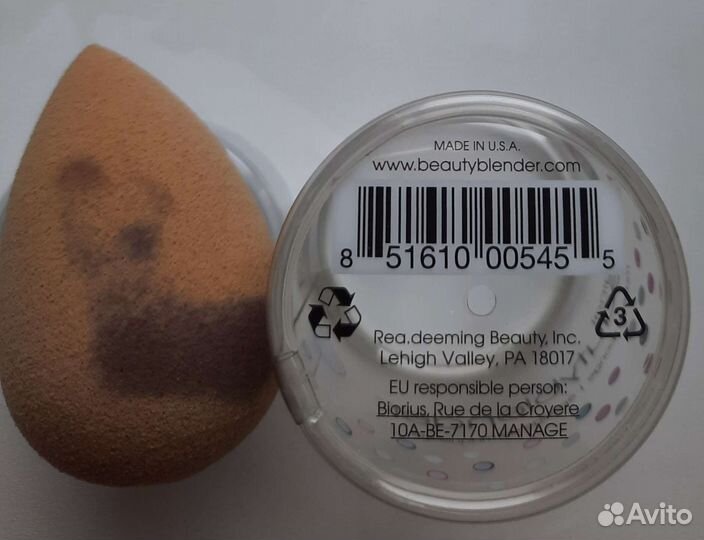 MADE IN U.S.A.
www.beautyblender.com
8 51610 00545 5
3
Rea.deeming Beauty, Inc.
Lehigh Valley, PA 18017
EU responsible person:
Biorius, Rue de la Croyere
10A-BE-7170 MANAGE
Avito